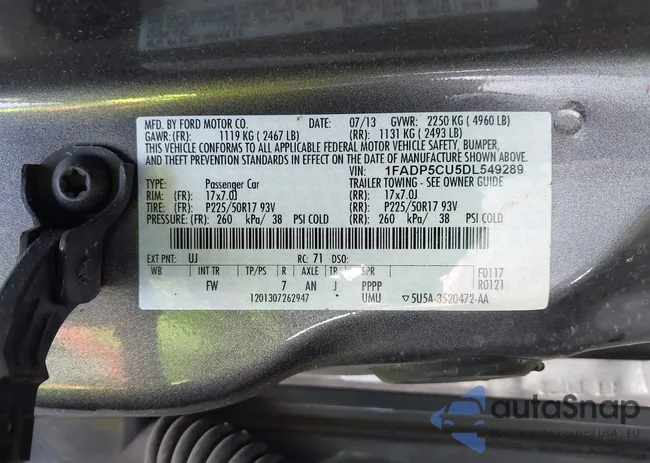 MFD. BY FORD MOTOR CO. DATE: 07/13 GVWR: 2250 KG ( 4960 LB)
GAWR:(FR): 1119 KG ( 2467 LB) (RR): 1131 KG ( 2493 LB)
THIS VEHICLE CONFORMS TO ALL APPLICABLE FEDERAL MOTOR VEHICLE SAFETY, BUMPER,
AND THEFT PREVENTION STANDARDS IN EFFECT ON THE DATE OF MANUFACTURE SHOWN ABOVE.
VIN: 1FADP5CU5DL549289
TYPE: Passenger Car TRAILER TOWING - SEE OWNER GUIDE
RIM: (FR) 17x7.0J (RR) 17x7.0J
TIRE: (FR) P225/50R17 93V (RR) P225/50R17 93V
PRESSURE: (FR) 260 kPa/ 38 PSI COLD (RR) 260 kPa/ 38 PSI COLD
EXT PNT: UJ RC: 71 DSO:
WB INT TR TP/PS R AXLE TR SPR F0117
FW 7 AN J PPPP R0121
1201307262947 * UMU ▽5U5A-3520472-AA
autoSnap